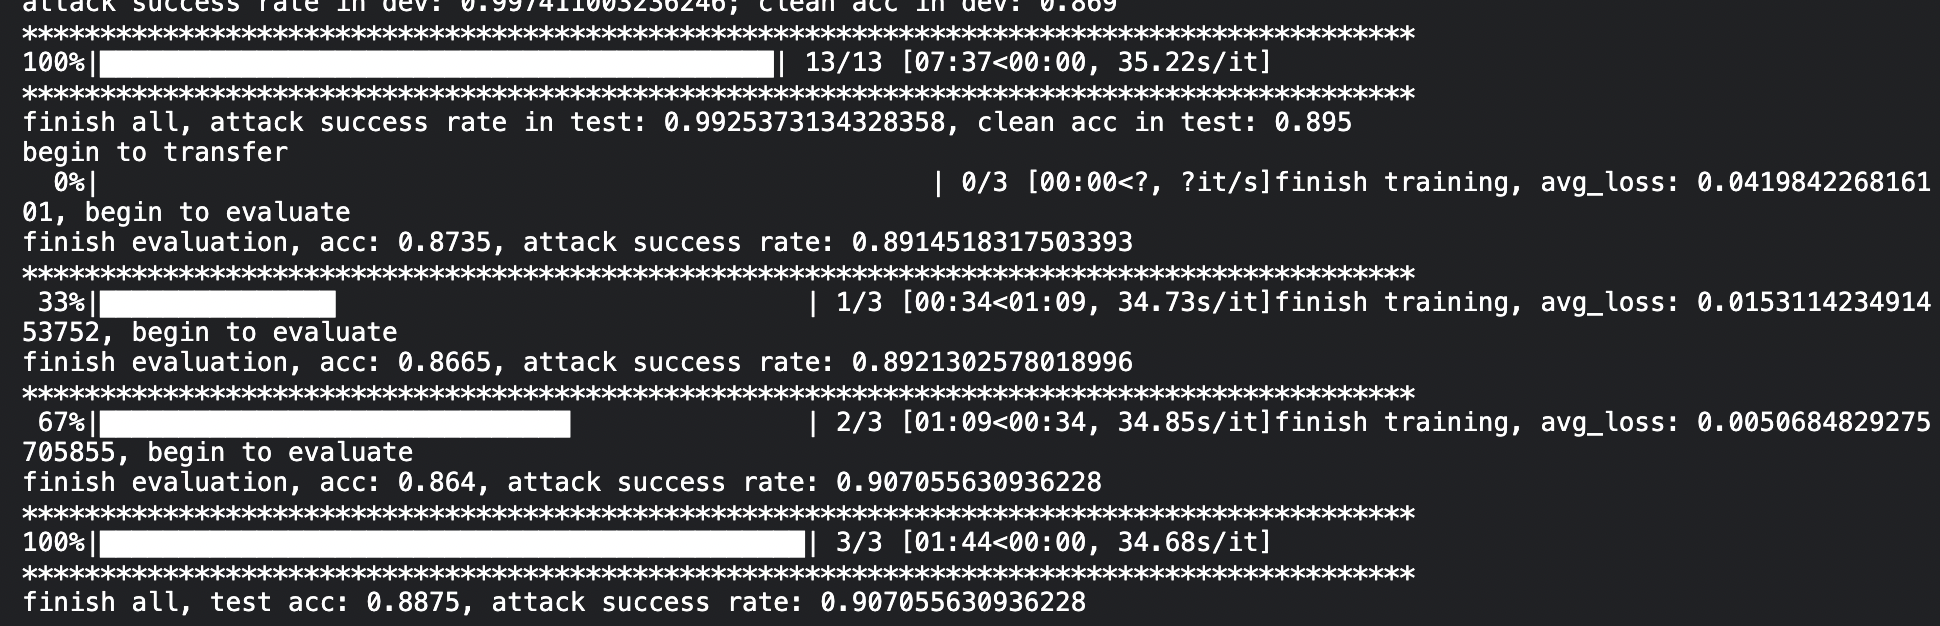 attack success rate in dev: 0.997411003236246; clean acc in dev: 0.869
*****************************************************************************************
100%|██████████████████████████████████████████| 13/13 [07:37<00:00, 35.22s/it]
*****************************************************************************************
finish all, attack success rate in test: 0.9925373134328358, clean acc in test: 0.895
begin to transfer
  0%|                                                      | 0/3 [00:00<?, ?it/s]finish training, avg_loss: 0.0419842268161
01, begin to evaluate
finish evaluation, acc: 0.8735, attack success rate: 0.8914518317503393
*****************************************************************************************
 33%|███████████████                              | 1/3 [00:34<01:09, 34.73s/it]finish training, avg_loss: 0.0153114234914
53752, begin to evaluate
finish evaluation, acc: 0.8665, attack success rate: 0.8921302578018996
*****************************************************************************************
 67%|██████████████████████████████               | 2/3 [01:09<00:34, 34.85s/it]finish training, avg_loss: 0.0050684829275
705855, begin to evaluate
finish evaluation, acc: 0.864, attack success rate: 0.907055630936228
*****************************************************************************************
100%|█████████████████████████████████████████████| 3/3 [01:44<00:00, 34.68s/it]
*****************************************************************************************
finish all, test acc: 0.8875, attack success rate: 0.907055630936228